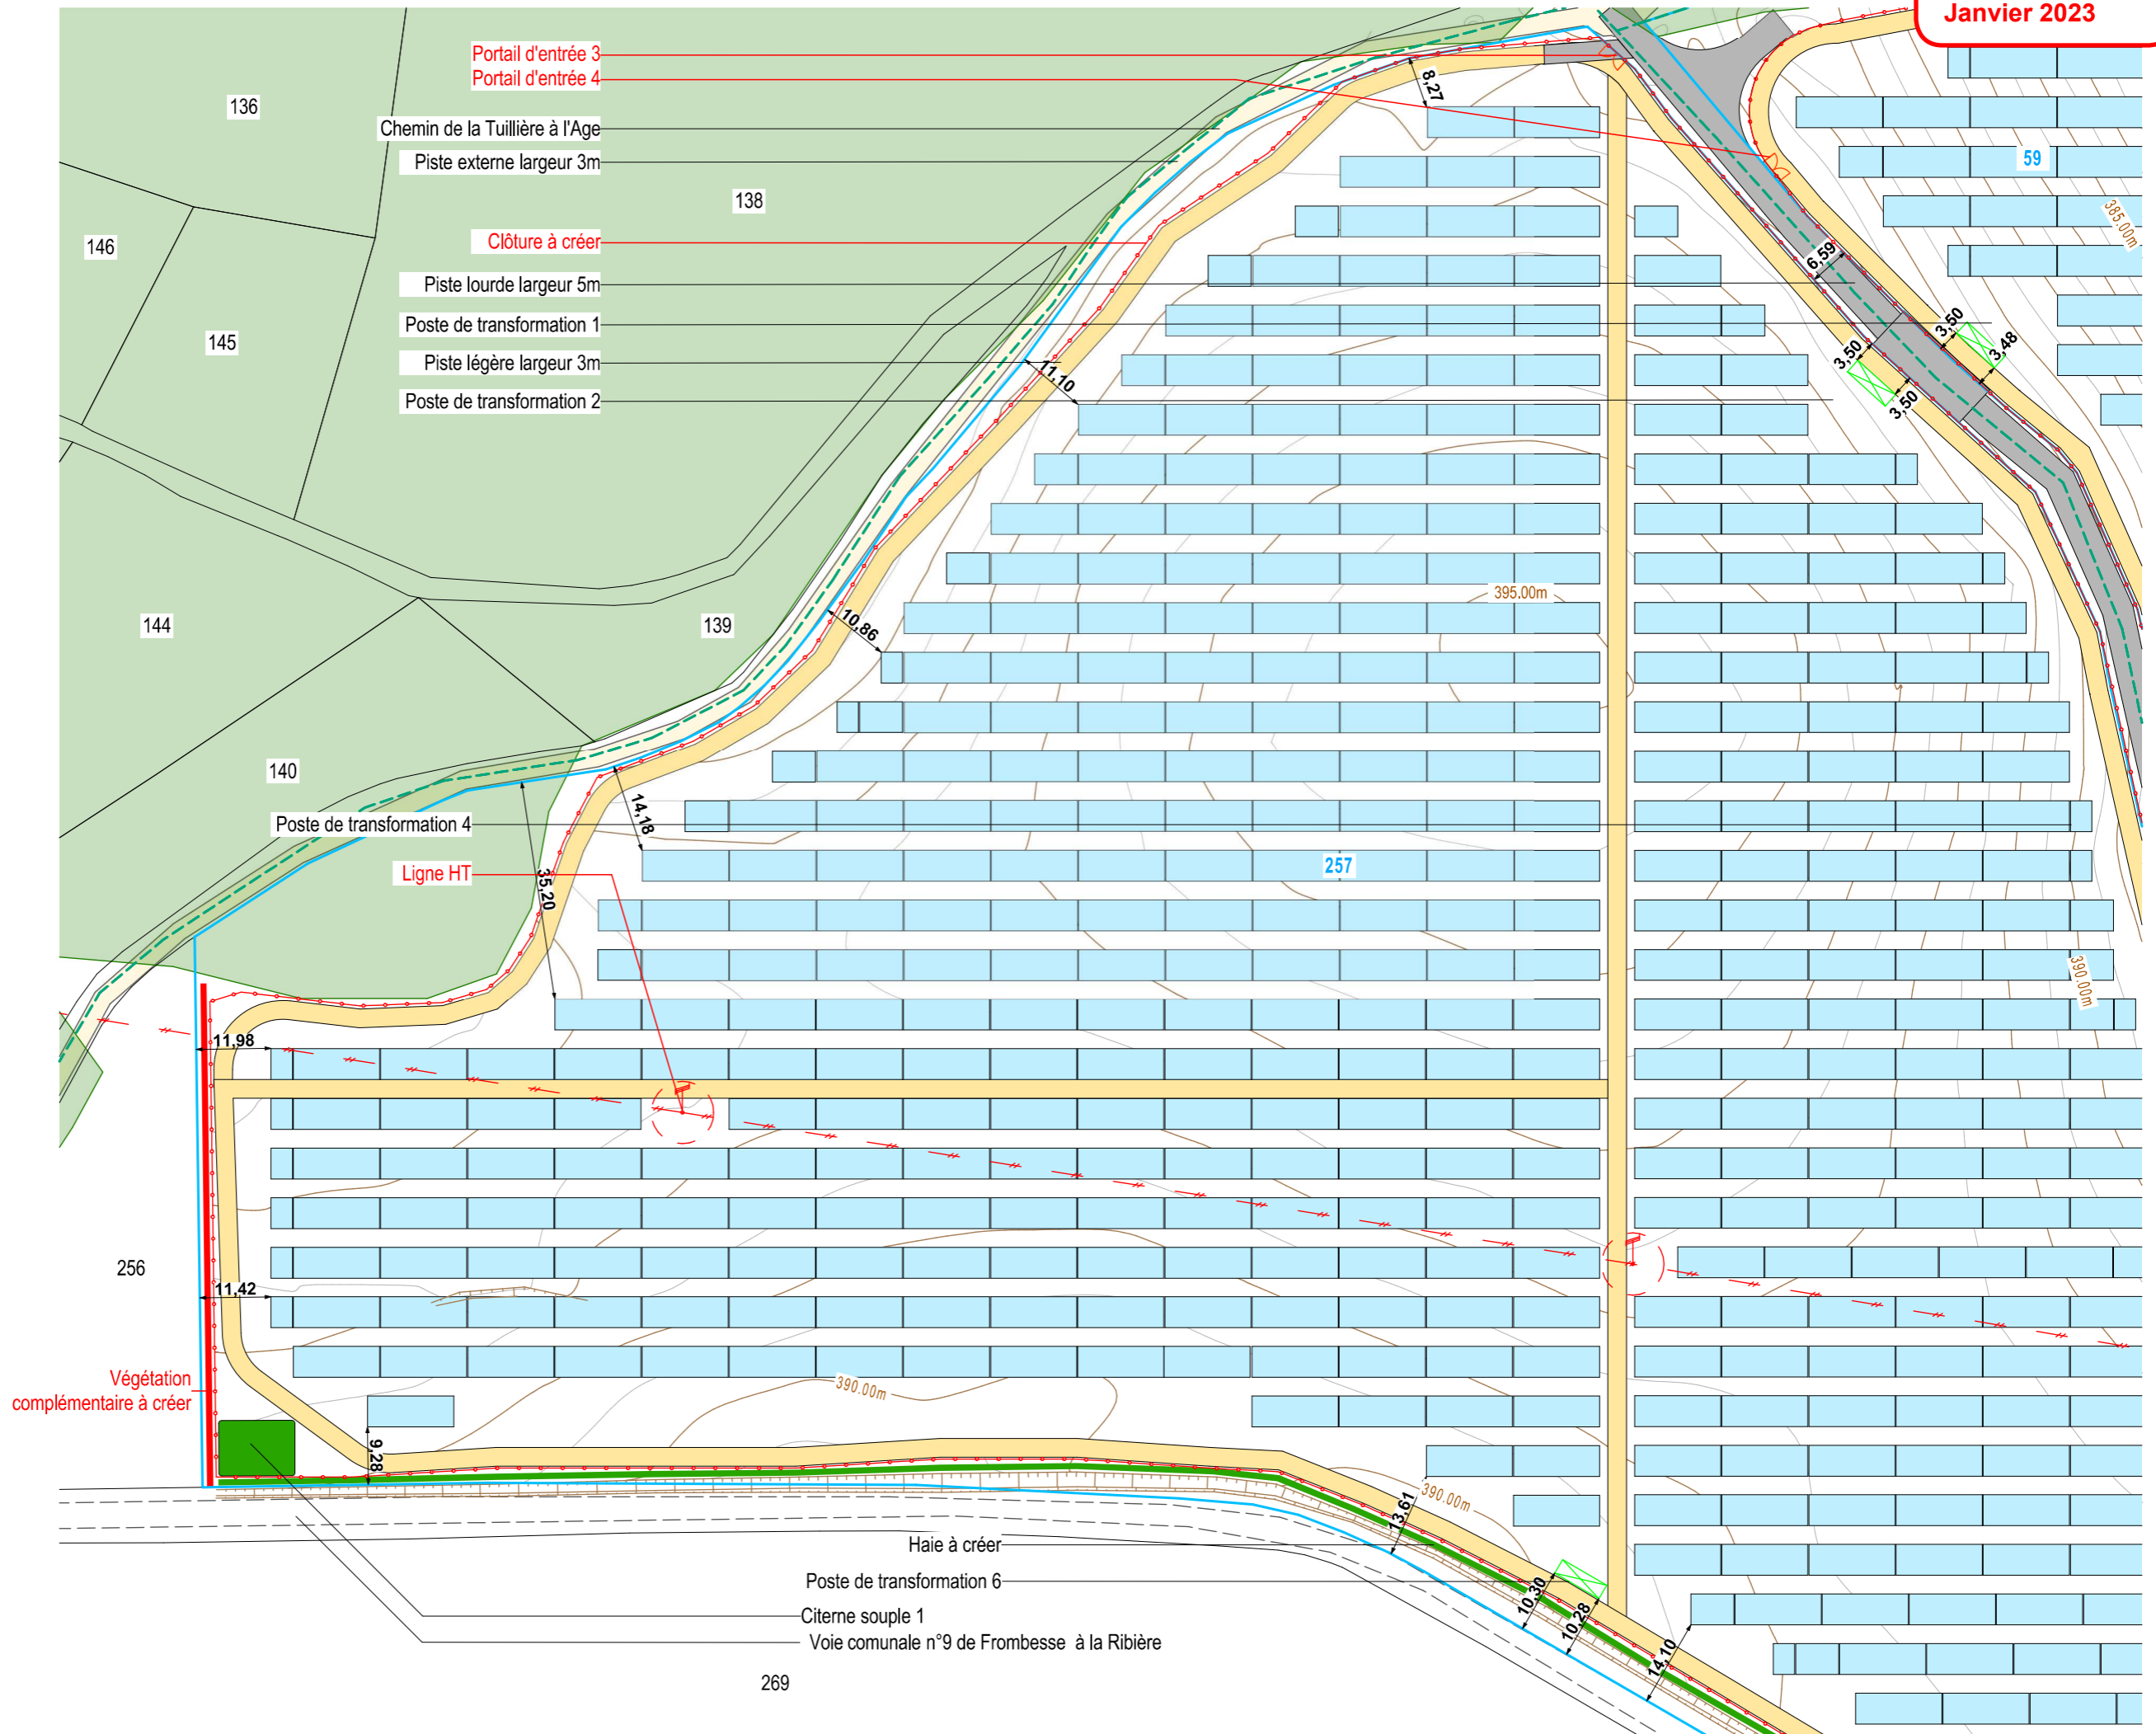 Janvier 2023
Portail d'entrée 3
Portail d'entrée 4
8,27
136
Chemin de la Tuillière à l'Age
Piste externe largeur 3m
59
138
385.00m
146
Clôture à créer
6,59
Piste lourde largeur 5m
Poste de transformation 1
3,50
3,48
145
3,50
Piste légère largeur 3m
11,10
Poste de transformation 2
3,50
395.00m
144
139
10,86
140
14,18
Poste de transformation 4
257
Ligne HT
35,20
390.00m
11,98
256
11,42
Végétation
complémentaire à créer
390.00m
9,28
390.00m
13,61
Haie à créer
Poste de transformation 6
10,30
10,28
Citerne souple 1
Voie comunale n°9 de Frombesse à la Ribière
14,10
269